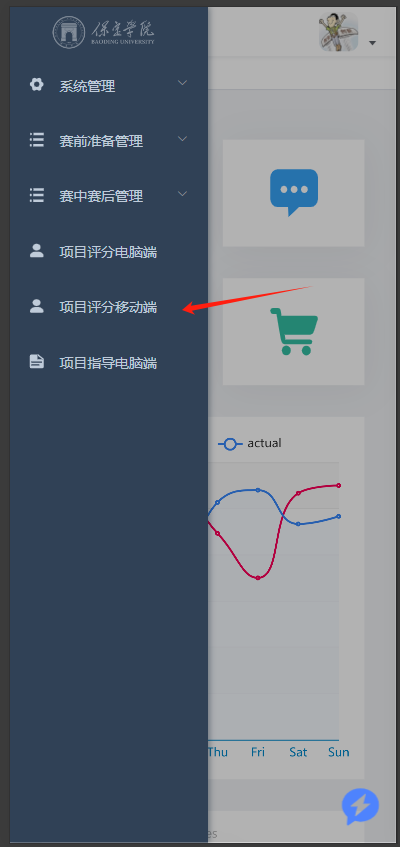 保定学院
BAODING UNIVERSITY
系统管理
赛前准备管理
赛中赛后管理
项目评分电脑端
项目评分移动端
项目指导电脑端
actual
Thu Fri Sat Sun
es